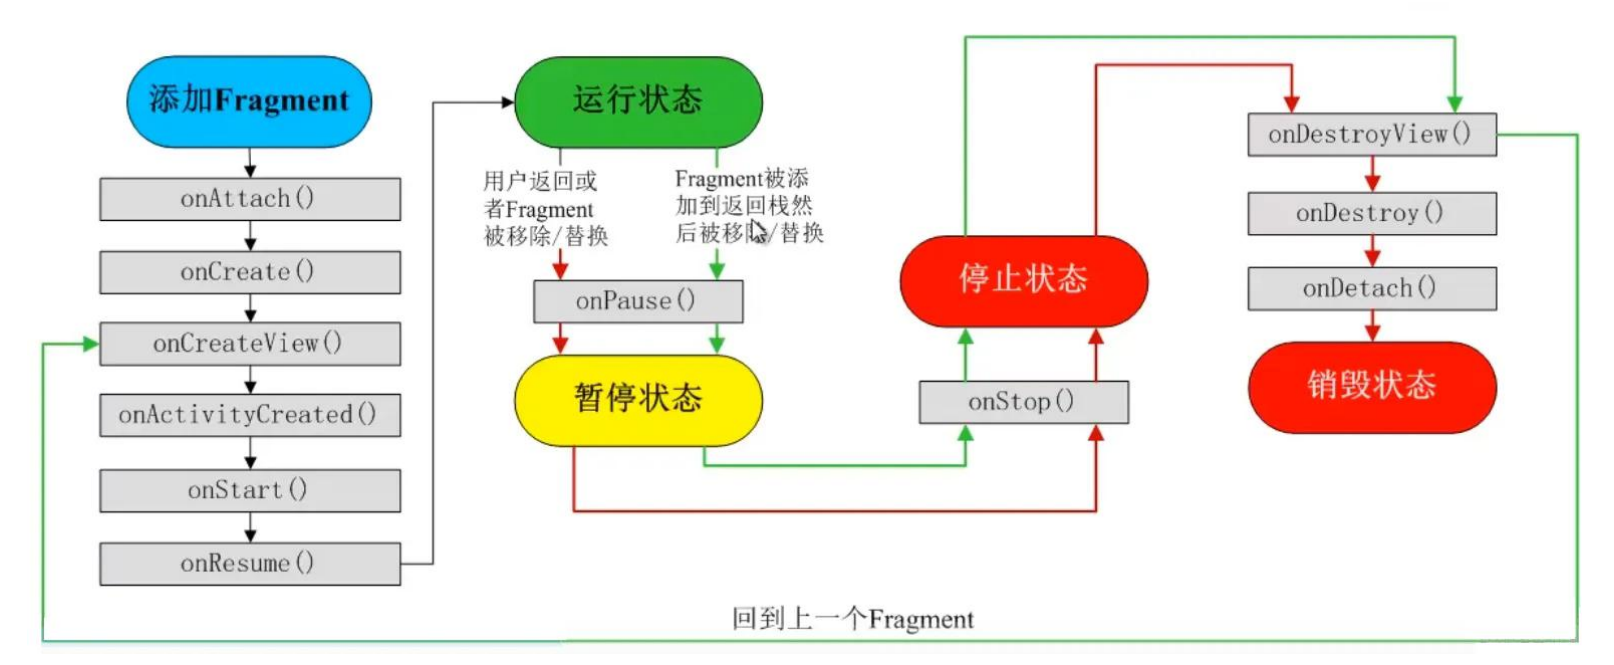 添加Fragment
onAttach()
onCreate()
onCreateView()
onActivityCreated()
onStart()
onResume()
运行状态
用户返回或
者Fragment
被移除/替换
Fragment被添
加到返回栈然
后被移除/替换
onPause()
暂停状态
停止状态
onStop()
onDestroyView()
onDestroy()
onDetach()
销毁状态
回到上一个Fragment